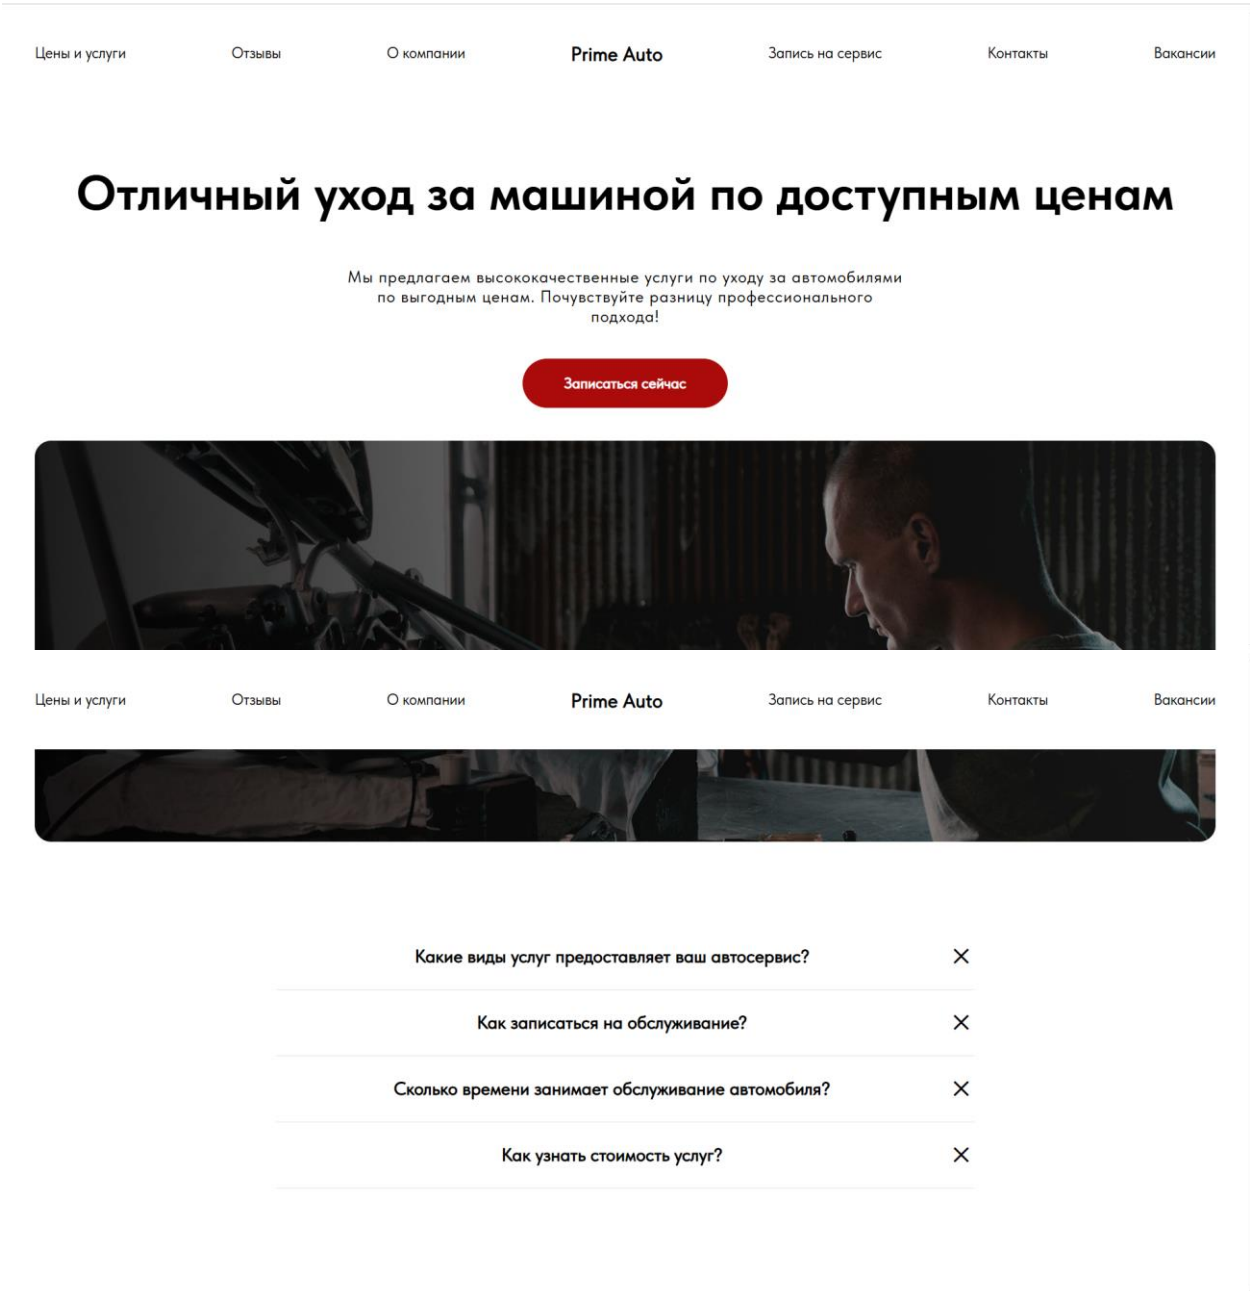 Цены и услуги Отзывы О компании Prime Auto Запись на сервис Контакты Вакансии
Отличный уход за машиной по доступным ценам
Мы предлагаем высококачественные услуги по уходу за автомобилями
по выгодным ценам. Почувствуйте разницу профессионального
подхода!
Записаться сейчас
Цены и услуги Отзывы О компании Prime Auto Запись на сервис Контакты Вакансии
Какие виды услуг предоставляет ваш автосервис?
Как записаться на обслуживание?
Сколько времени занимает обслуживание автомобиля?
Как узнать стоимость услуг?